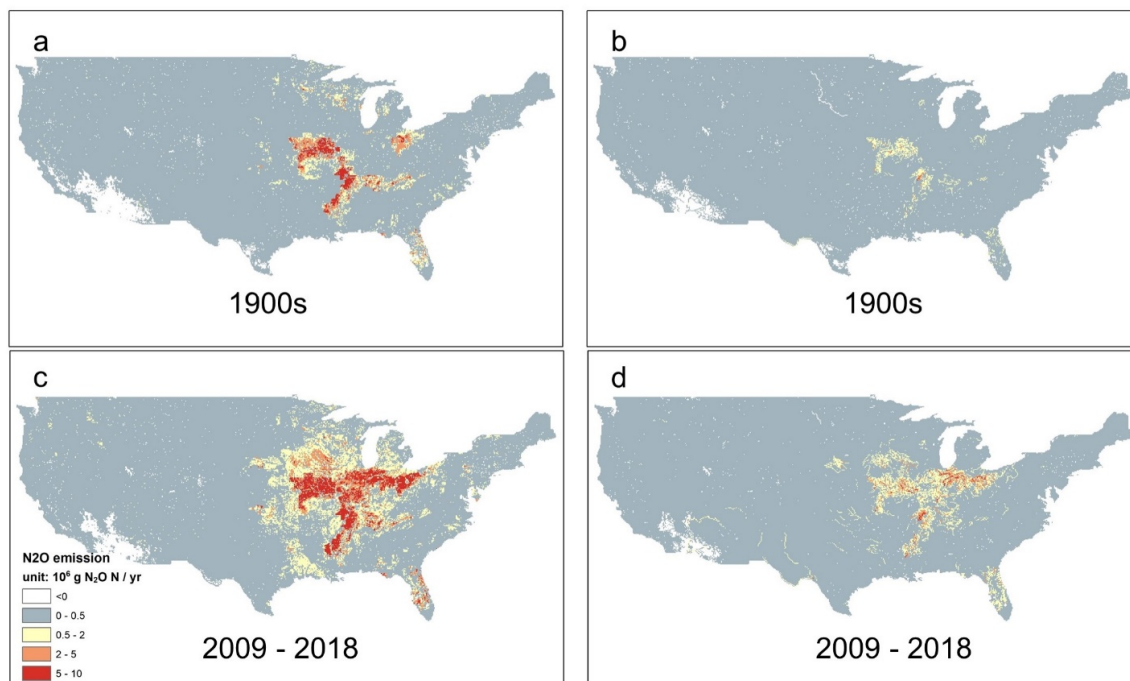 a
1900s
b
1900s
c
N2O emission
unit: 10⁶ g N₂O N / yr
<0
0 - 0.5
0.5 - 2
2 - 5
5 - 10
2009 - 2018
d
2009 - 2018